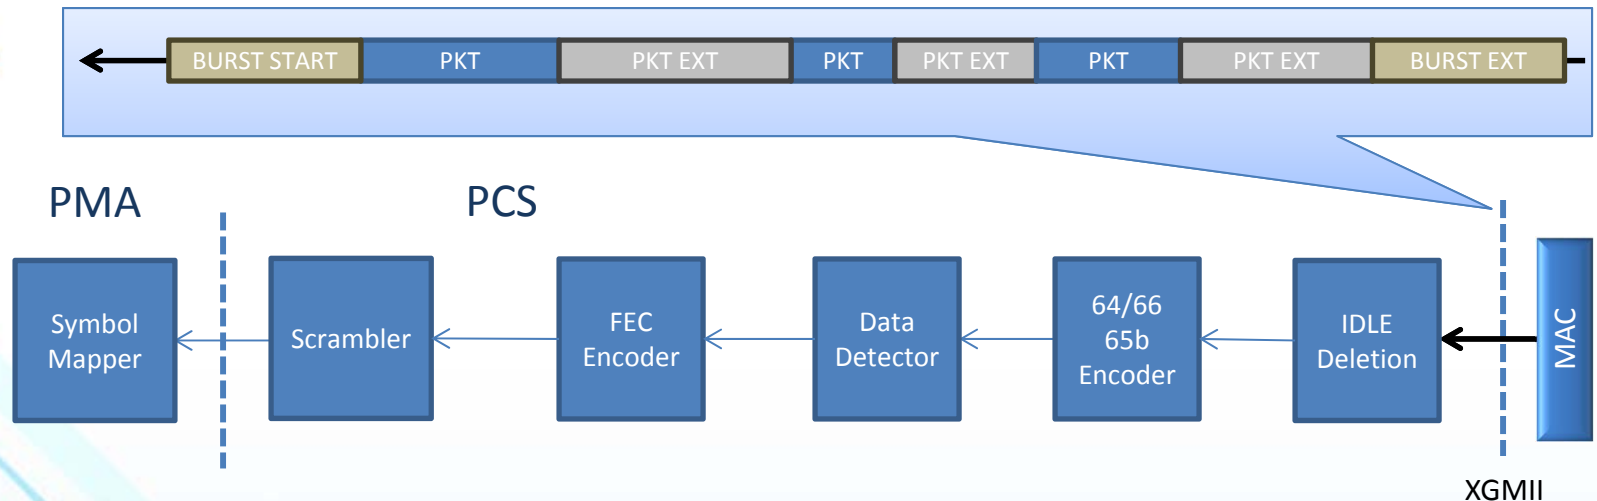 BURST START PKT PKT EXT PKT PKT EXT PKT PKT EXT BURST EXT
PMA
PCS
Symbol
Mapper
Scrambler
FEC
Encoder
Data
Detector
64/66
65b
Encoder
IDLE
Deletion
MAC
XGMII